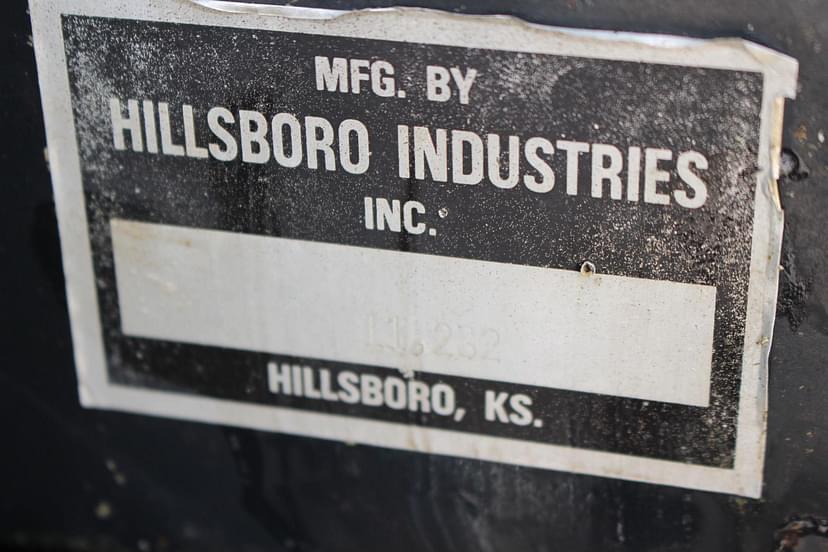 MFG. BY
HILLSBORO INDUSTRIES
INC.
HILLSBORO, KS.